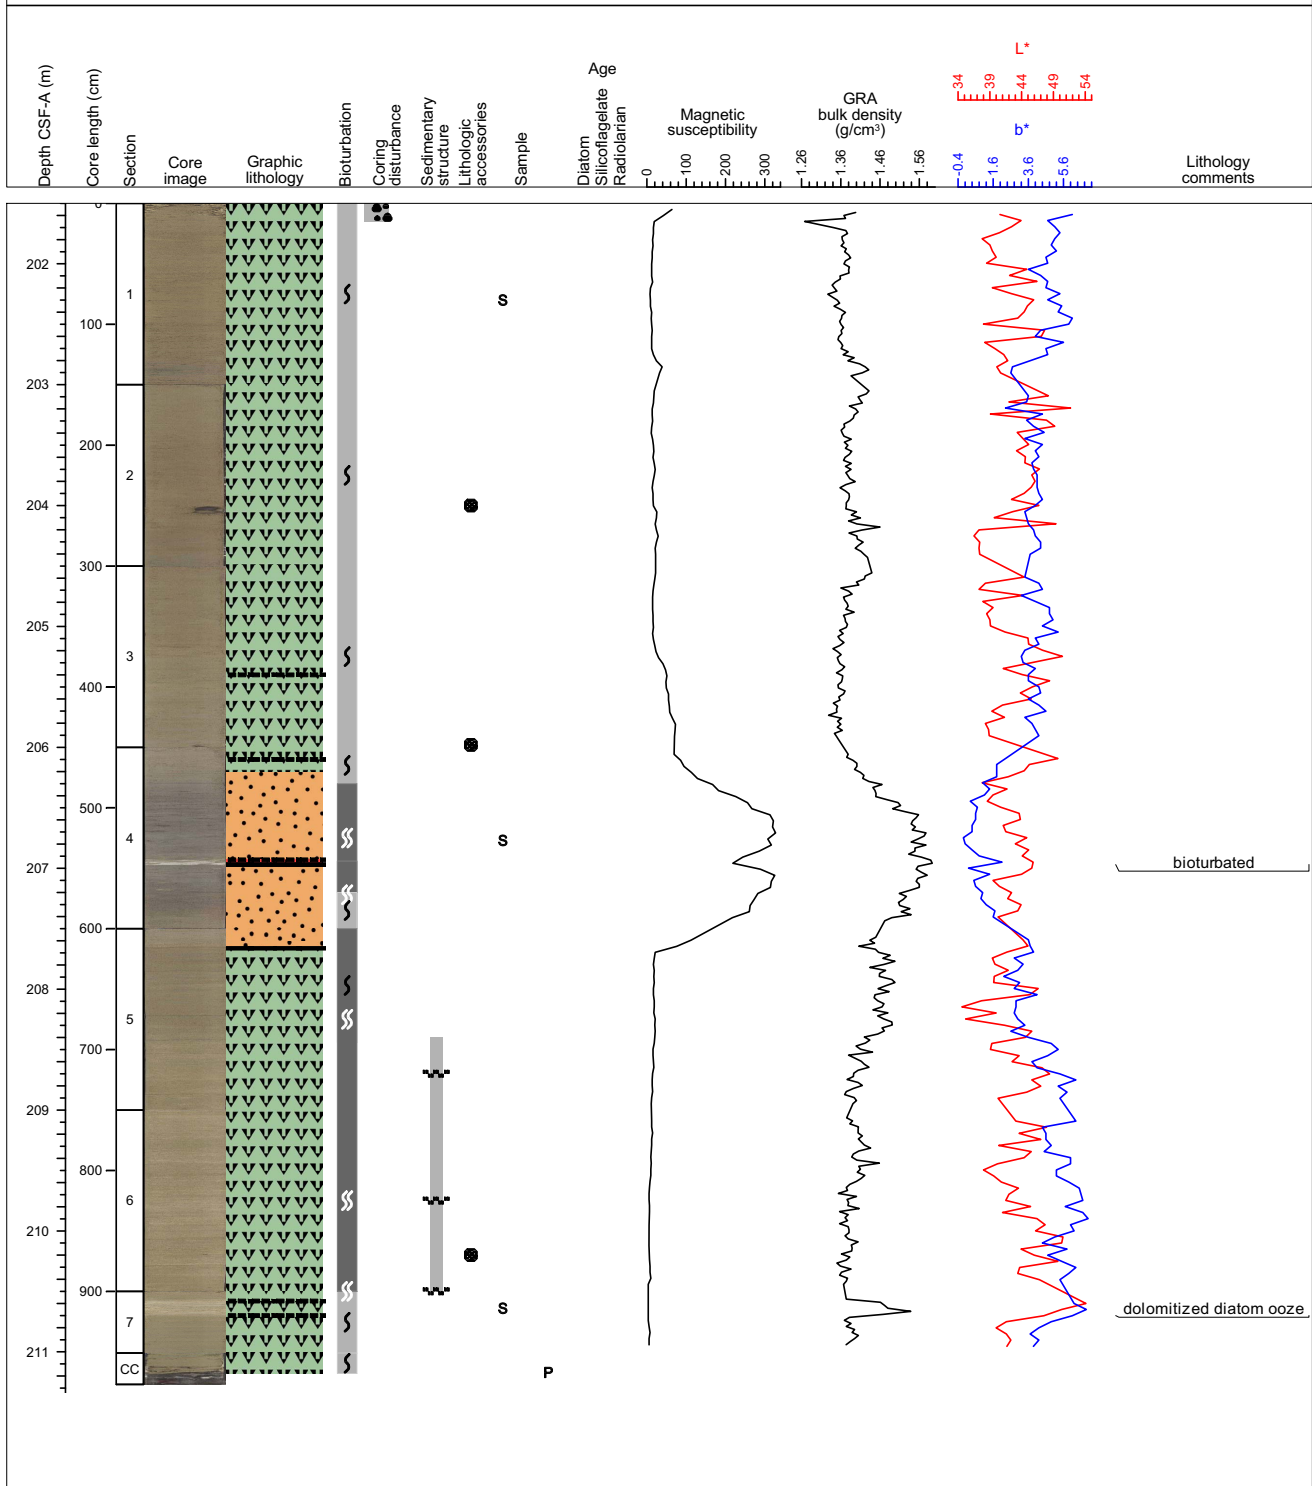 Depth CSF-A (m)
Core length (cm)
Section
Core
image
Graphic
lithology
Bioturbation
Coring
disturbance
Sedimentary
structure
Lithologic
accessories
Sample
Age
Diatom
Silicoflagelate
Radiolarian
Magnetic
susceptibility
0 100 200 300
GRA
bulk density
(g/cm³)
1.26 1.36 1.46 1.56
L*
34 39 44 49 54
b*
-0.4 1.6 3.6 5.6
Lithology
comments
0
202
1
S
100
203
200
2
204
300
205
3
400
206
500
4
S
207
bioturbated
600
208
5
700
209
800
6
210
900
S
dolomitized diatom ooze
7
211
CC
P